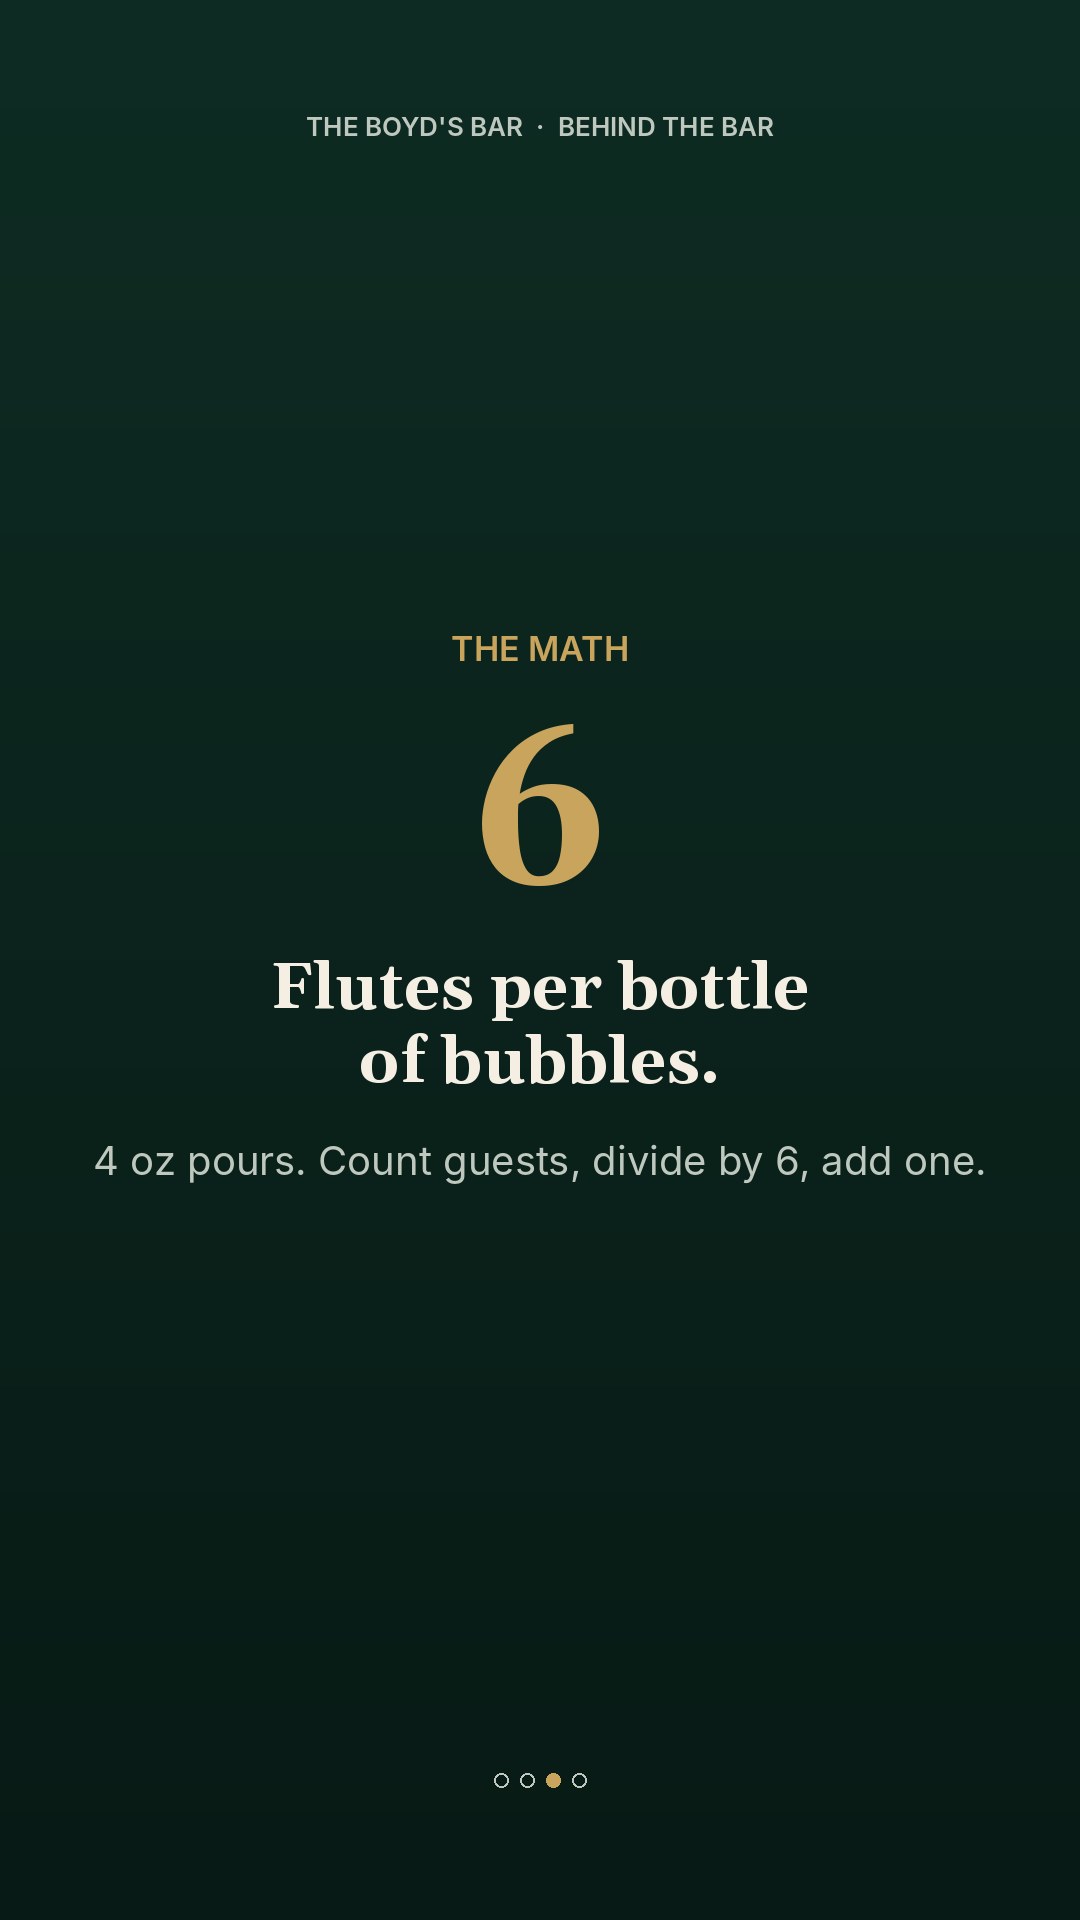 THE BOYD'S BAR · BEHIND THE BAR
THE MATH
6
Flutes per bottle
of bubbles.
4 oz pours. Count guests, divide by 6, add one.